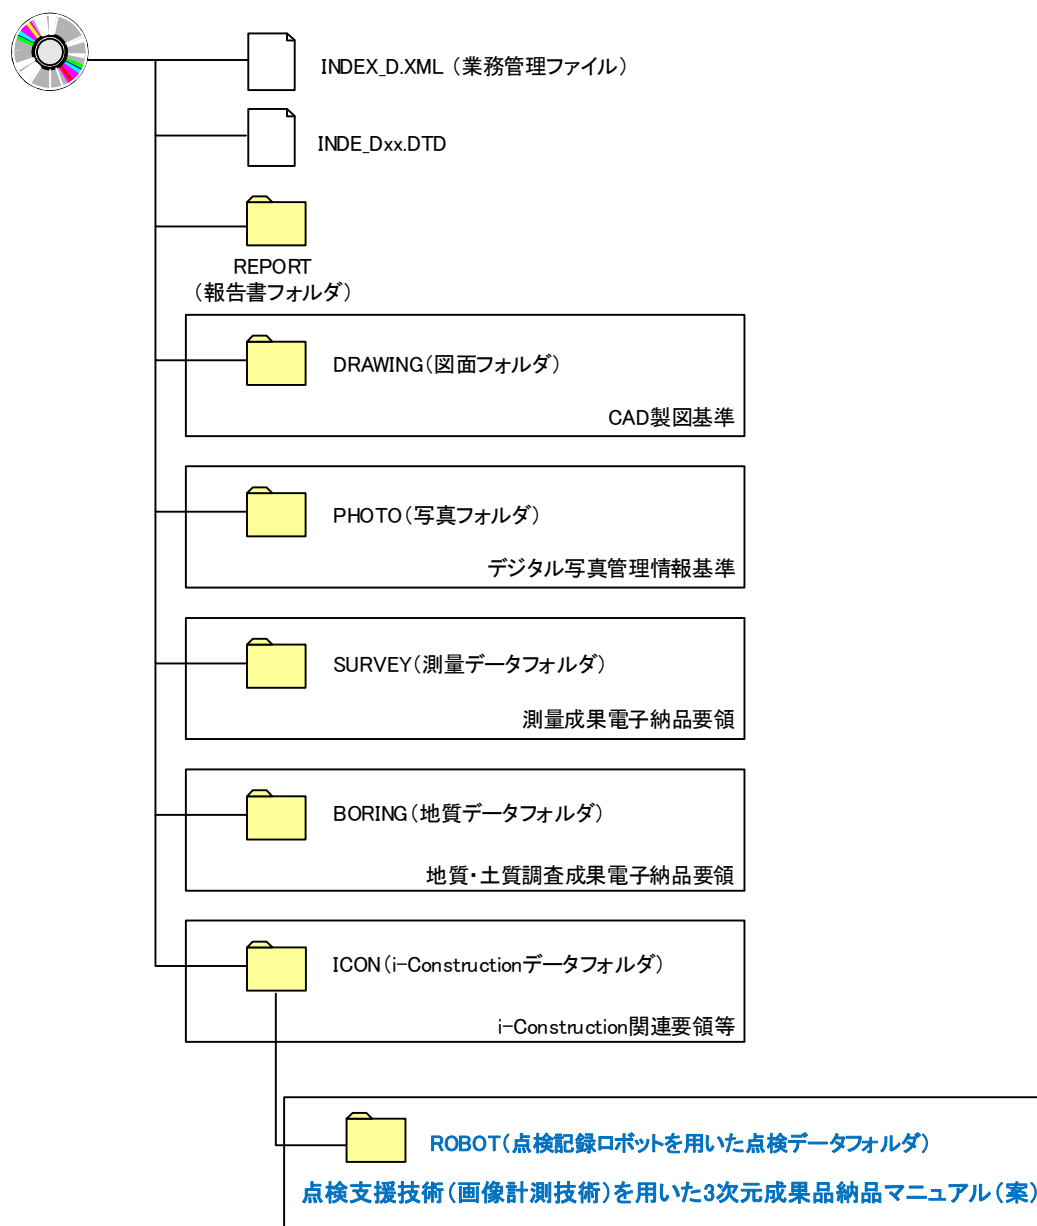 INDEX_D.XML（業務管理ファイル）
INDE_Dxx.DTD
REPORT
（報告書フォルダ）
DRAWING（図面フォルダ）
CAD製図基準
PHOTO（写真フォルダ）
デジタル写真管理情報基準
SURVEY（測量データフォルダ）
測量成果電子納品要領
BORING（地質データフォルダ）
地質・土質調査成果電子納品要領
ICON（i-Constructionデータフォルダ）
i-Construction関連要領等
ROBOT（点検記録ロボットを用いた点検データフォルダ）
点検支援技術（画像計測技術）を用いた3次元成果品納品マニュアル（案）